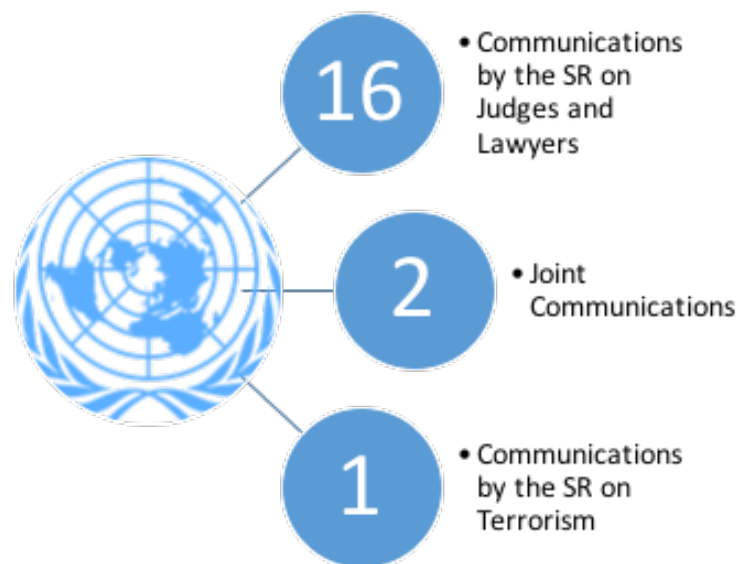 16
• Communications
by the SR on
Judges and
Lawyers
2
• Joint
Communications
1
• Communications
by the SR on
Terrorism